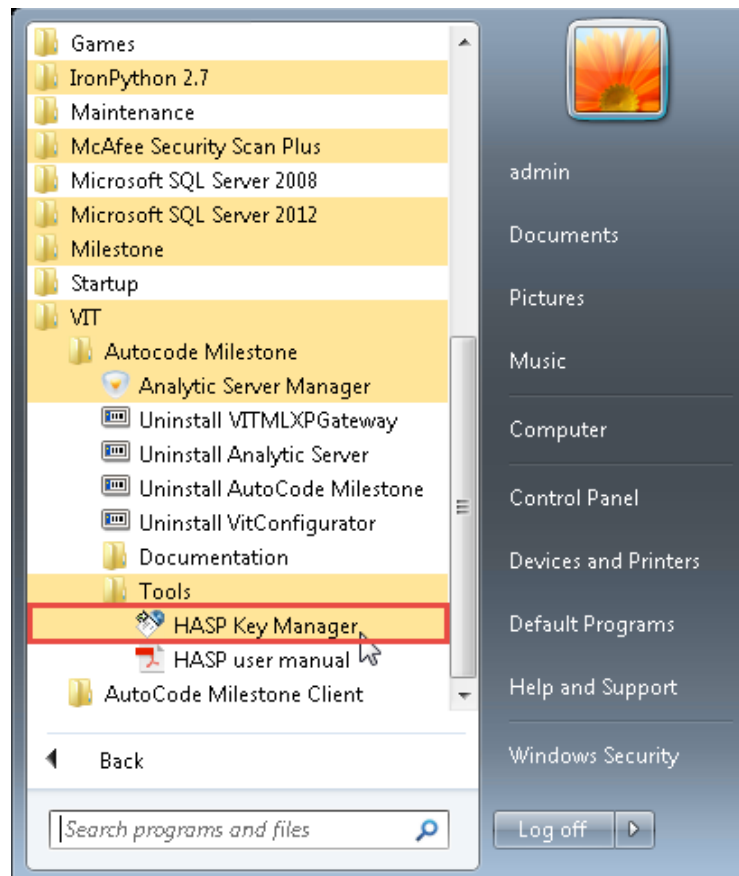 Games
IronPython 2.7
Maintenance
McAfee Security Scan Plus
Microsoft SQL Server 2008
Microsoft SQL Server 2012
Milestone
Startup
VIT
Autocode Milestone
Analytic Server Manager
Uninstall VITMLXPGateway
Uninstall Analytic Server
Uninstall AutoCode Milestone
Uninstall VitConfigurator
Documentation
Tools
HASP Key Manager
HASP user manual
AutoCode Milestone Client
Back
Search programs and files
admin
Documents
Pictures
Music
Computer
Control Panel
Devices and Printers
Default Programs
Help and Support
Windows Security
Log off